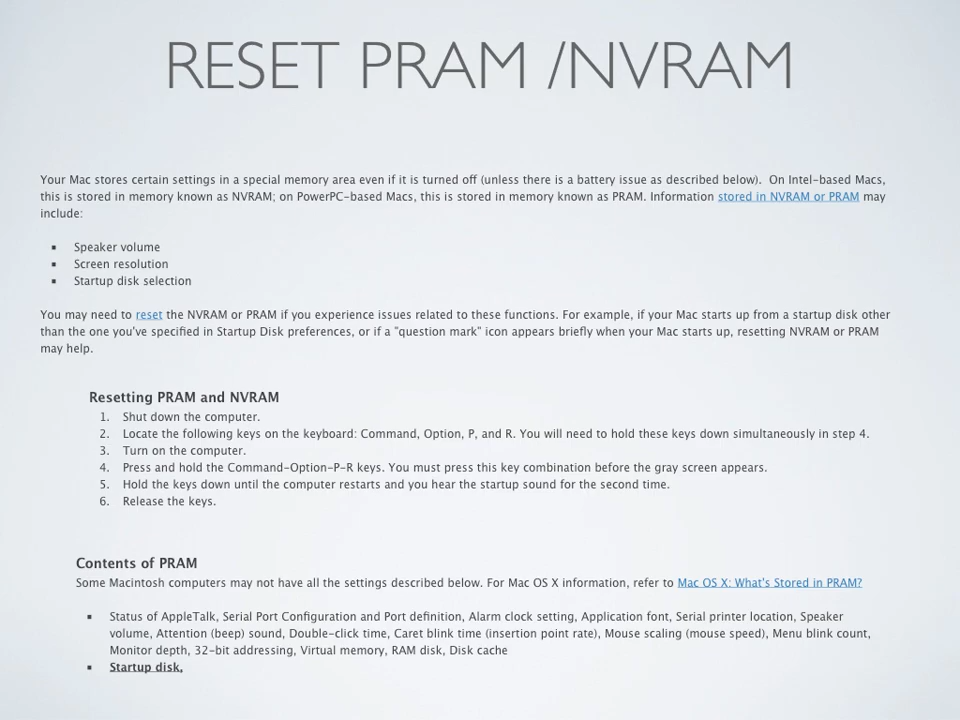 RESET PRAM /NVRAM
Your Mac stores certain settings in a special memory area even if it is turned off (unless there is a battery issue as described below).  On Intel-based Macs,
this is stored in memory known as NVRAM; on PowerPC-based Macs, this is stored in memory known as PRAM. Information stored in NVRAM or PRAM may
include:
▪ Speaker volume
▪ Screen resolution
▪ Startup disk selection
You may need to reset the NVRAM or PRAM if you experience issues related to these functions. For example, if your Mac starts up from a startup disk other
than the one you've specified in Startup Disk preferences, or if a "question mark" icon appears briefly when your Mac starts up, resetting NVRAM or PRAM
may help.
Resetting PRAM and NVRAM
1. Shut down the computer.
2. Locate the following keys on the keyboard: Command, Option, P, and R. You will need to hold these keys down simultaneously in step 4.
3. Turn on the computer.
4. Press and hold the Command-Option-P-R keys. You must press this key combination before the gray screen appears.
5. Hold the keys down until the computer restarts and you hear the startup sound for the second time.
6. Release the keys.
Contents of PRAM
Some Macintosh computers may not have all the settings described below. For Mac OS X information, refer to Mac OS X: What's Stored in PRAM?
▪ Status of AppleTalk, Serial Port Configuration and Port definition, Alarm clock setting, Application font, Serial printer location, Speaker
volume, Attention (beep) sound, Double-click time, Caret blink time (insertion point rate), Mouse scaling (mouse speed), Menu blink count,
Monitor depth, 32-bit addressing, Virtual memory, RAM disk, Disk cache
▪ Startup disk,